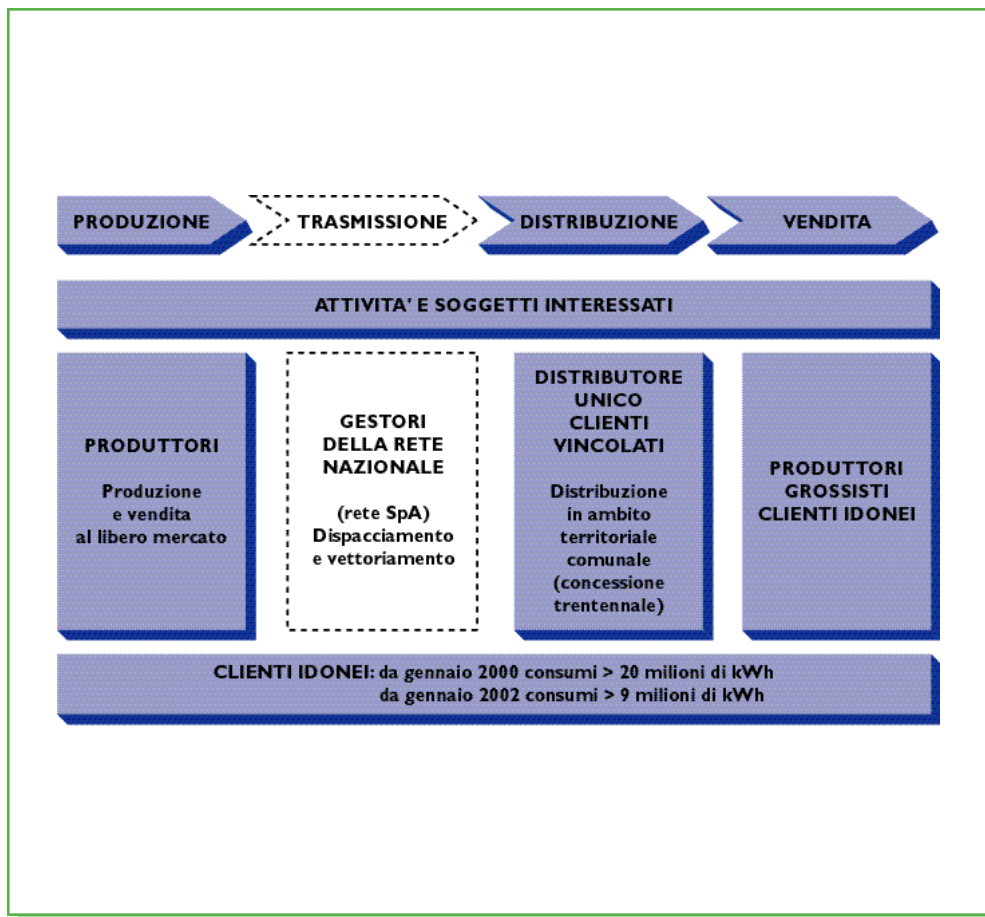 PRODUZIONE
TRASMISSIONE
DISTRIBUZIONE
VENDITA
ATTIVITA' E SOGGETTI INTERESSATI
PRODUTTORI
Produzione
e vendita
al libero mercato
GESTORI
DELLA RETE
NAZIONALE
(rete SpA)
Dispacciamento
e vettoriamento
DISTRIBUTORE
UNICO
CLIENTI
VINCOLATI
Distribuzione
in ambito
territoriale
comunale
(concessione
trentennale)
PRODUTTORI
GROSSISTI
CLIENTI IDONEI
CLIENTI IDONEI: da gennaio 2000 consumi > 20 milioni di kWh
da gennaio 2002 consumi > 9 milioni di kWh